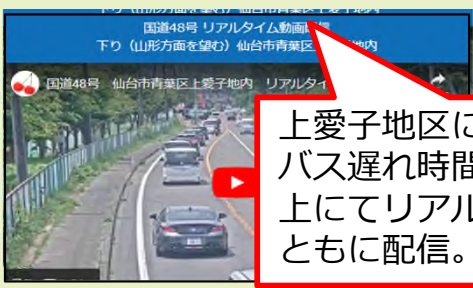 国道48号 リアルタイム動画
下り（山形方面を望む）仙台市青葉区 地内
国道48号 仙台市青葉区上愛子地内 リアルタイ
上愛子地区に
バス遅れ時間
上にてリアル
ともに配信。